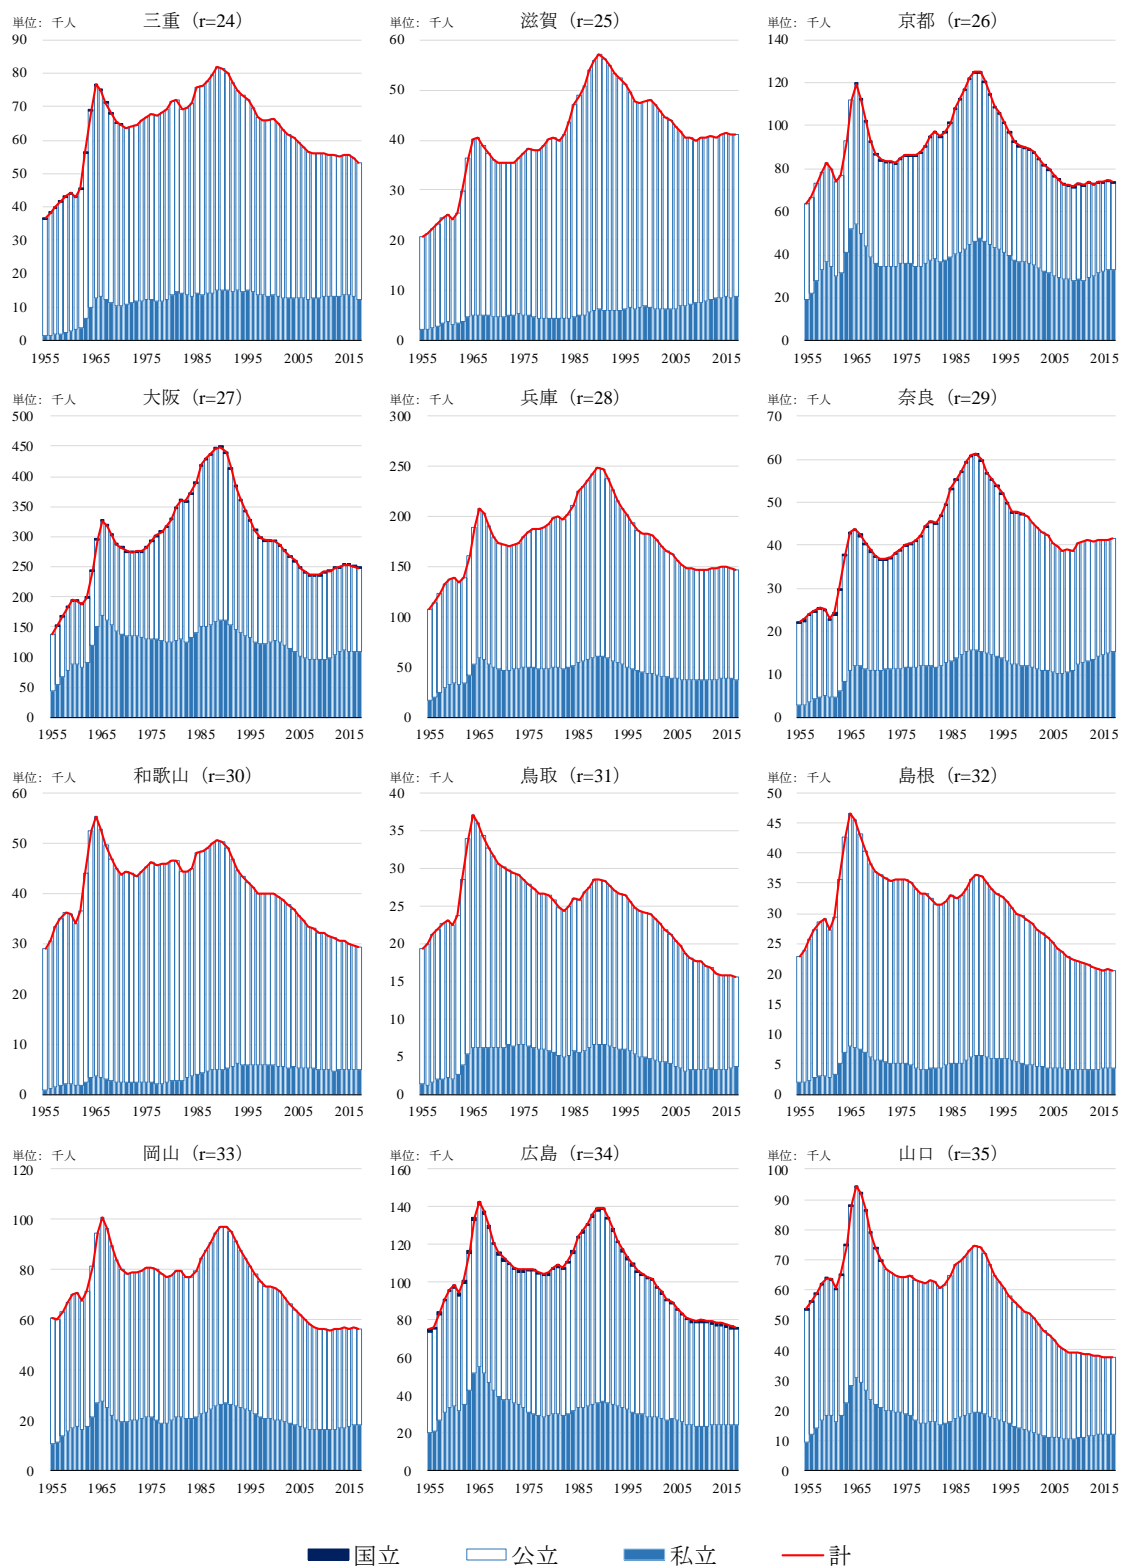 単位：千人 三重（r=24） 単位：千人 滋賀（r=25） 単位：千人 京都（r=26）
90 60 140
80 50 120
70 40 100
60 30 80
50 20 60
40 10 40
30 0 20
20 0
10
0
1955 1965 1975 1985 1995 2005 2015 1955 1965 1975 1985 1995 2005 2015 1955 1965 1975 1985 1995 2005 2015
単位：千人 大阪（r=27） 単位：千人 兵庫（r=28） 単位：千人 奈良（r=29）
500 300 70
450 250 60
400 200 50
350 150 40
300 100 30
250 50 20
200 0 10
150 0
100
50
0
1955 1965 1975 1985 1995 2005 2015 1955 1965 1975 1985 1995 2005 2015 1955 1965 1975 1985 1995 2005 2015
単位：千人 和歌山（r=30） 単位：千人 鳥取（r=31） 単位：千人 島根（r=32）
60 40 50
50 35 45
40 30 40
30 25 35
20 20 30
10 15 25
0 10 20
5 15
0 10
5
0
1955 1965 1975 1985 1995 2005 2015 1955 1965 1975 1985 1995 2005 2015 1955 1965 1975 1985 1995 2005 2015
単位：千人 岡山（r=33） 単位：千人 広島（r=34） 単位：千人 山口（r=35）
120 160 100
100 140 90
80 120 80
60 100 70
40 80 60
20 60 50
0 40 40
20 30
0 20
10
0
1955 1965 1975 1985 1995 2005 2015 1955 1965 1975 1985 1995 2005 2015 1955 1965 1975 1985 1995 2005 2015
国立 公立 私立 計